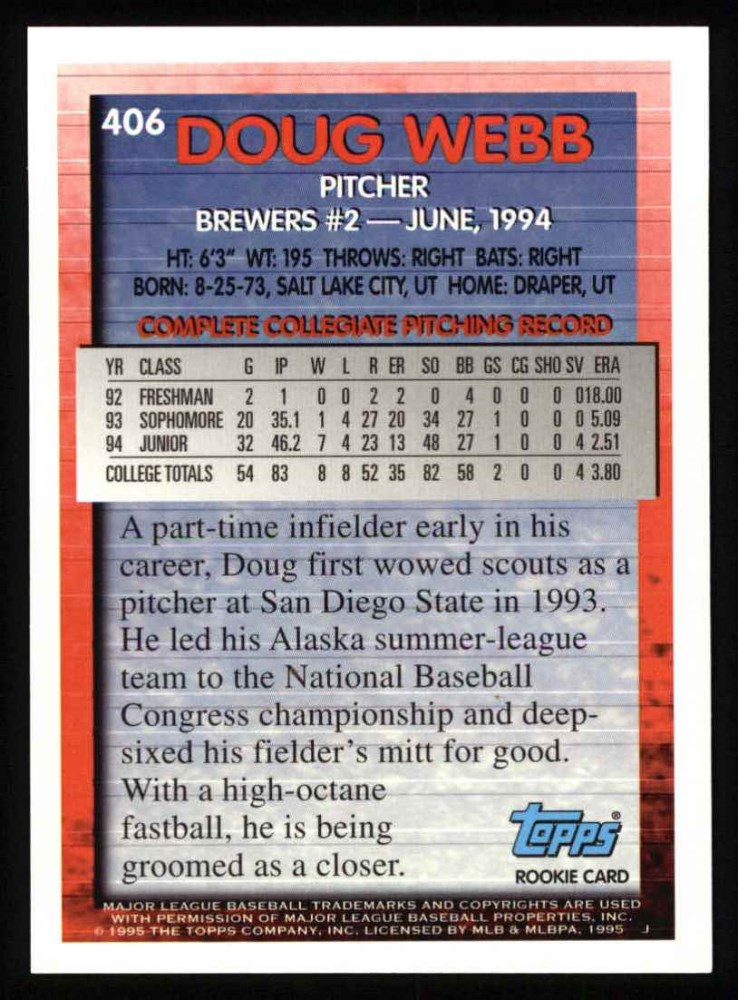 406 DOUG WEBB
PITCHER
BREWERS #2 — JUNE, 1994
HT: 6'3" WT: 195 THROWS: RIGHT BATS: RIGHT
BORN: 8-25-73, SALT LAKE CITY, UT HOME: DRAPER, UT
COMPLETE COLLEGIATE PITCHING RECORD
YR CLASS G IP W L R ER SO BB GS CG SHO SV ERA
92 FRESHMAN 2 1 0 0 2 2 0 4 0 0 0 018.00
93 SOPHOMORE 20 35.1 1 4 27 20 34 27 1 0 0 0 5.09
94 JUNIOR 32 46.2 7 4 23 13 48 27 1 0 0 4 2.51
COLLEGE TOTALS 54 83 8 8 52 35 82 58 2 0 0 4 3.80
A part-time infielder early in his
career, Doug first wowed scouts as a
pitcher at San Diego State in 1993.
He led his Alaska summer-league
team to the National Baseball
Congress championship and deep-
sixed his fielder's mitt for good.
With a high-octane
fastball, he is being
groomed as a closer.
Topps®
ROOKIE CARD
MAJOR LEAGUE BASEBALL TRADEMARKS AND COPYRIGHTS ARE USED
WITH PERMISSION OF MAJOR LEAGUE BASEBALL PROPERTIES, INC.
© 1995 THE TOPPS COMPANY, INC. LICENSED BY MLB & MLBPA, 1995 J